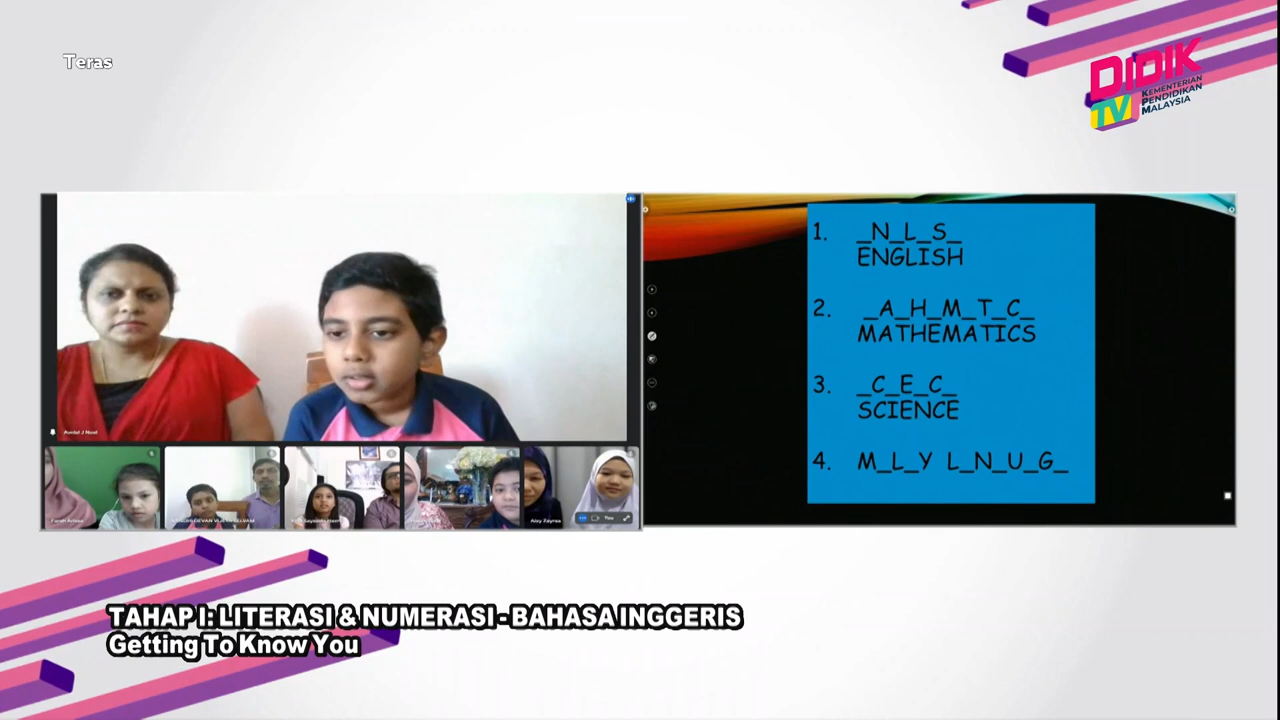 Teras
DIDIK
TV
KEMENTERIAN
PENDIDIKAN
MALAYSIA
1. _N_L_S_
ENGLISH
2. _A_H_M_T_C_
MATHEMATICS
3. _C_E_C_
SCIENCE
4. M_L_Y L_N_U_G_
You
TAHAP I: LITERASI & NUMERASI - BAHASA INGGERIS
Getting To Know You